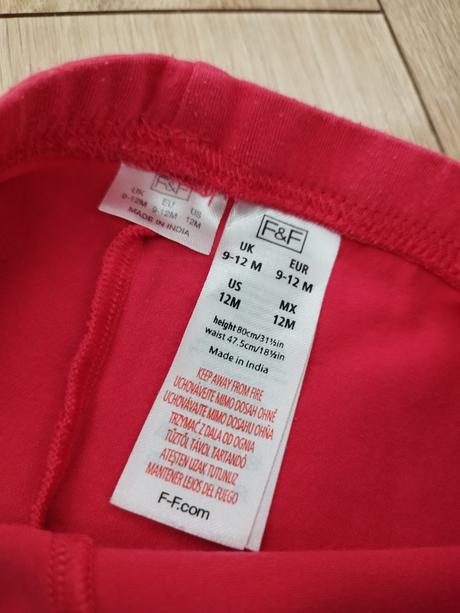 F&F
UK EU US
9-12M 9-12M 12M
MADE IN INDIA
F&F
UK EUR
9-12 M 9-12 M
US MX
12M 12M
height 80cm/31½in
waist 47.5cm/18¾in
Made in India
KEEP AWAY FROM FIRE
UCHOVÁVEJTE MIMO DOSAH OHNĚ
UCHOVÁVAJTE MIMO DOSAHU OHŇA
TRZYMAĆ Z DALA OD OGNIA
TŰZTŐL TÁVOL TARTANDÓ
ATEŞTEN UZAK TUTUNUZ
MANTENER LEJOS DEL FUEGO
F-F.com